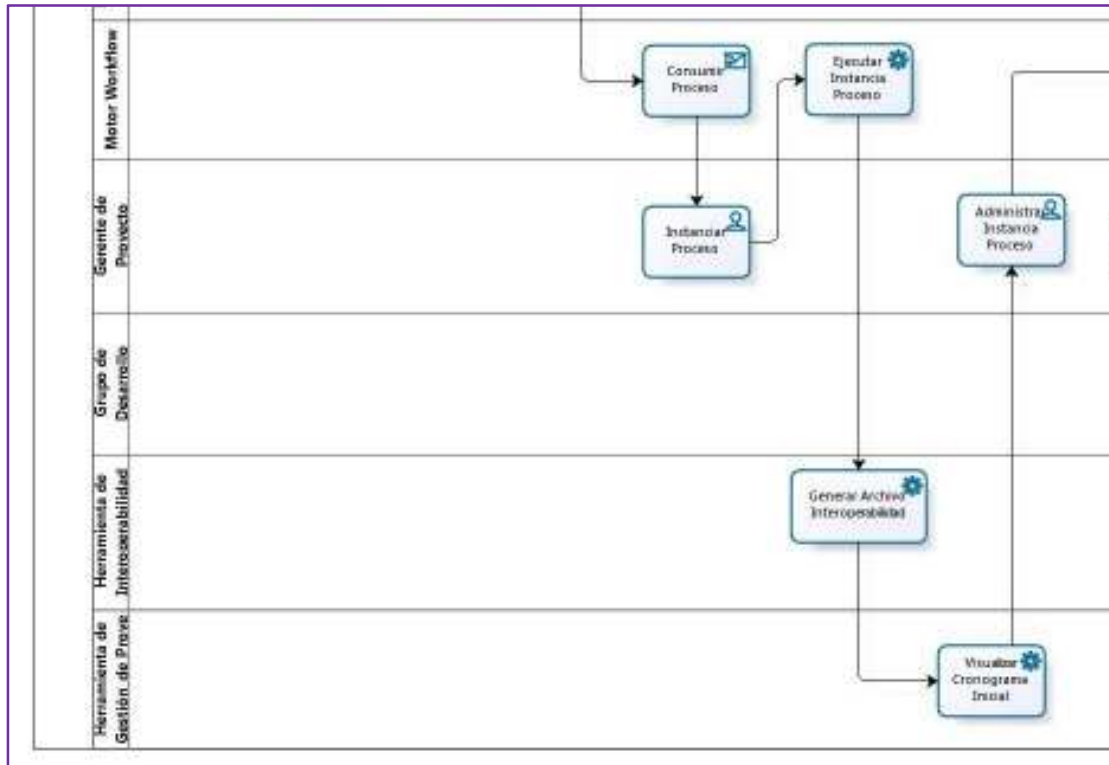 Motor Workflow
Consumir
Proceso
Ejecutar
Instancia
Proceso
Gerente de
Proyecto
Instanciar
Proceso
Administrar
Instancia
Proceso
Grupo de
Desarrollo
Herramienta de
Interoperabilidad
Generar Archivo
Interoperabilidad
Herramienta de
Gestión de Proye
Visualizar
Cronograma
Inicial